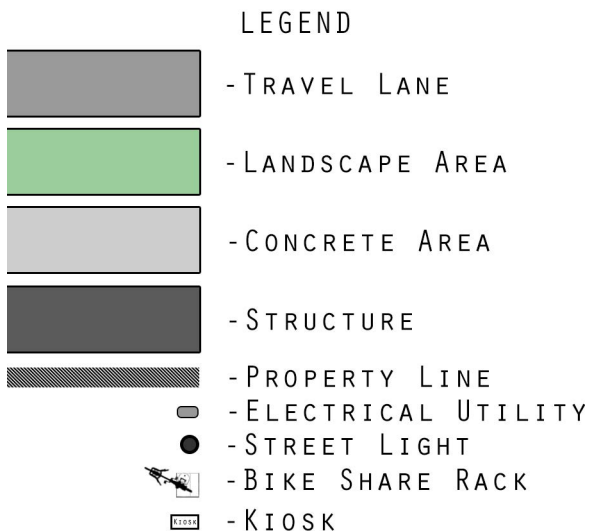 LEGEND
-TRAVEL LANE
-LANDSCAPE AREA
-CONCRETE AREA
-STRUCTURE
-PROPERTY LINE
-ELECTRICAL UTILITY
-STREET LIGHT
-BIKE SHARE RACK
KIOSK -KIOSK